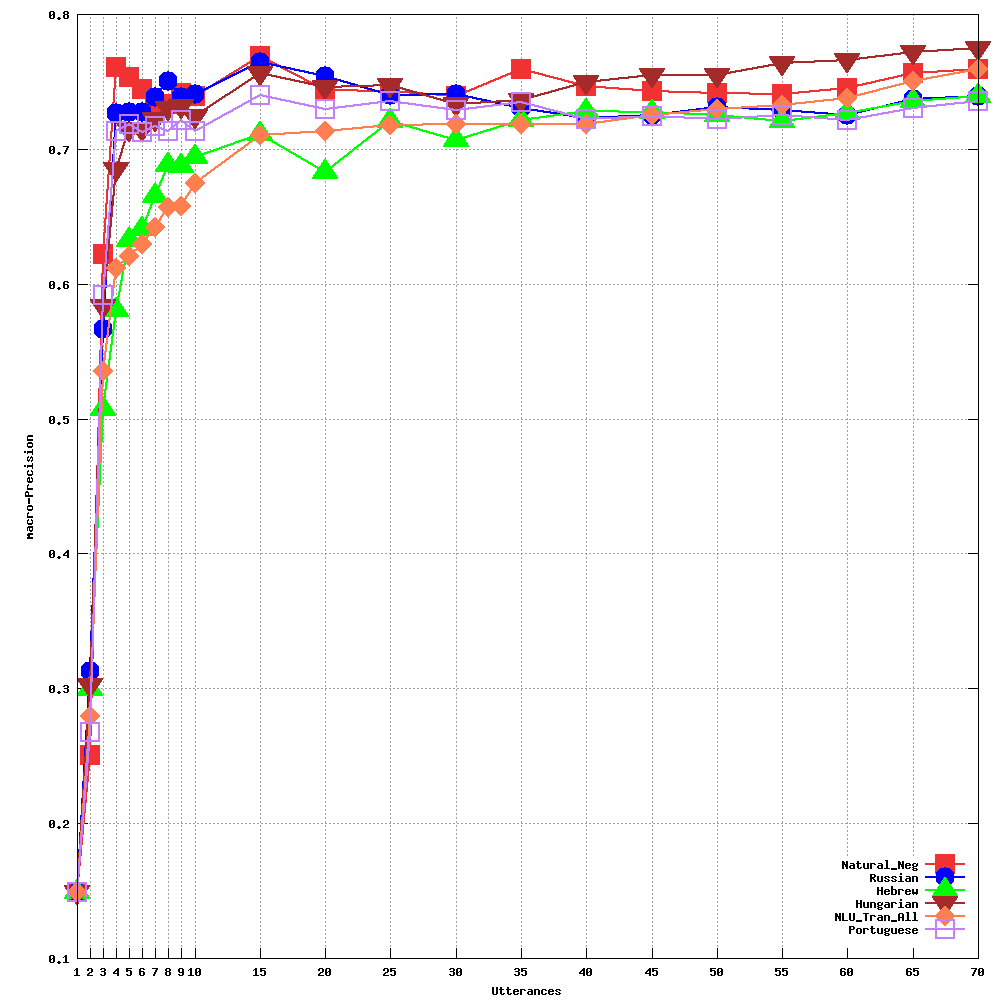 0.8
0.7
0.6
0.5
0.4
0.3
0.2
0.1
macro-Precision
1 2 3 4 5 6 7 8 9 10 15 20 25 30 35 40 45 50 55 60 65 70
Utterances
Natural_Neg
Russian
Hebrew
Hungarian
NLU_Tran_All
Portuguese